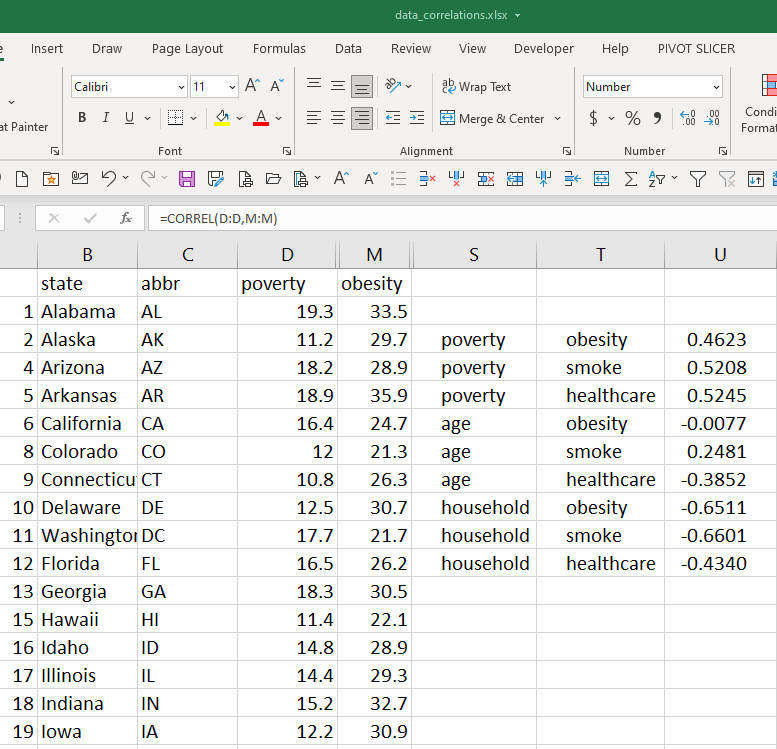 data_correlations.xlsx
Insert Draw Page Layout Formulas Data Review View Developer Help PIVOT SLICER
Calibri 11 A A ab Wrap Text Number
at Painter B I U A Merge & Center $ % 9 .00 .00 Condi
Format
Font Alignment Number
fx =CORREL(D:D,M:M)
B C D M S T U
state abbr poverty obesity
1 Alabama AL 19.3 33.5
2 Alaska AK 11.2 29.7 poverty obesity 0.4623
4 Arizona AZ 18.2 28.9 poverty smoke 0.5208
5 Arkansas AR 18.9 35.9 poverty healthcare 0.5245
6 California CA 16.4 24.7 age obesity -0.0077
8 Colorado CO 12 21.3 age smoke 0.2481
9 Connecticu CT 10.8 26.3 age healthcare -0.3852
10 Delaware DE 12.5 30.7 household obesity -0.6511
11 Washington DC 17.7 21.7 household smoke -0.6601
12 Florida FL 16.5 26.2 household healthcare -0.4340
13 Georgia GA 18.3 30.5
15 Hawaii HI 11.4 22.1
16 Idaho ID 14.8 28.9
17 Illinois IL 14.4 29.3
18 Indiana IN 15.2 32.7
19 Iowa IA 12.2 30.9